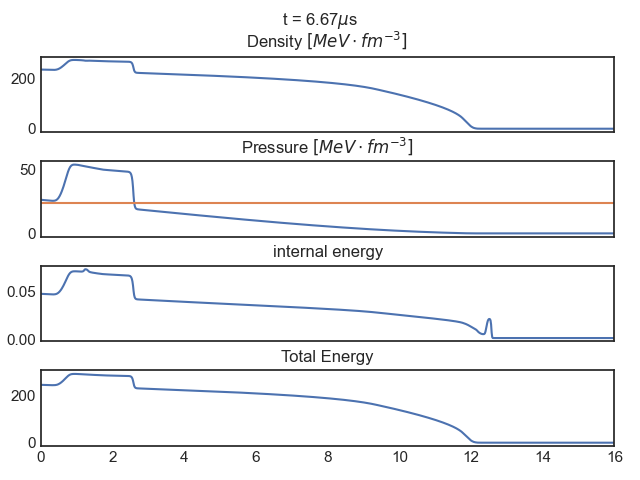 t = 6.67μs
Density [MeV · fm⁻³]
200
0
Pressure [MeV · fm⁻³]
50
0
internal energy
0.05
0.00
Total Energy
200
0
0 2 4 6 8 10 12 14 16